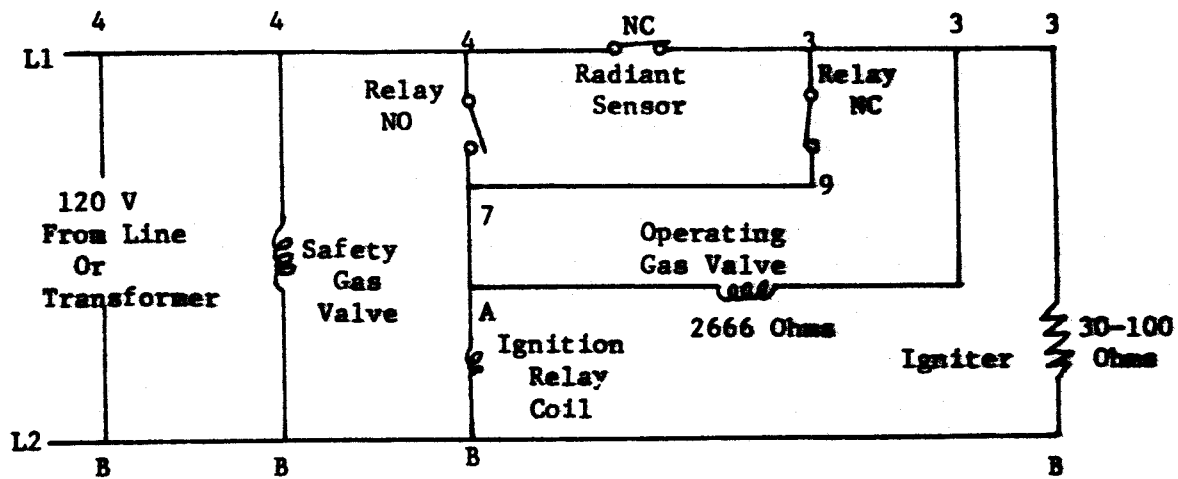 4
4
4
NC
3
3
3
L1
Radiant
Sensor
Relay
NO
Relay
NC
120 V
From Line
Or
Transformer
Safety
Gas
Valve
7
9
Operating
Gas Valve
2666 Ohms
A
Ignition
Relay
Coil
Igniter
30-100
Ohms
L2
B
B
B
B